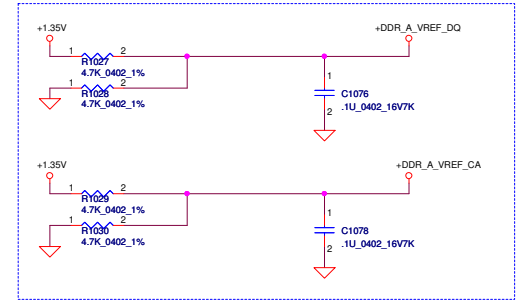 +1.35V
+DDR_A_VREF_DQ
1 2
R1027
4.7K_0402_1%
1 2
R1028
4.7K_0402_1%
1
C1076
.1U_0402_16V7K
2
+1.35V
+DDR_A_VREF_CA
1 2
R1029
4.7K_0402_1%
1 2
R1030
4.7K_0402_1%
1
C1078
.1U_0402_16V7K
2